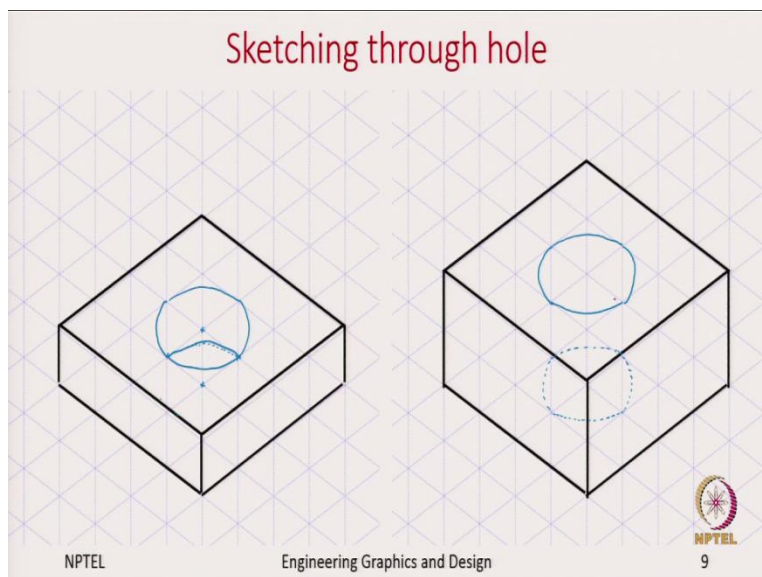 Sketching through hole
NPTEL
NPTEL Engineering Graphics and Design 9